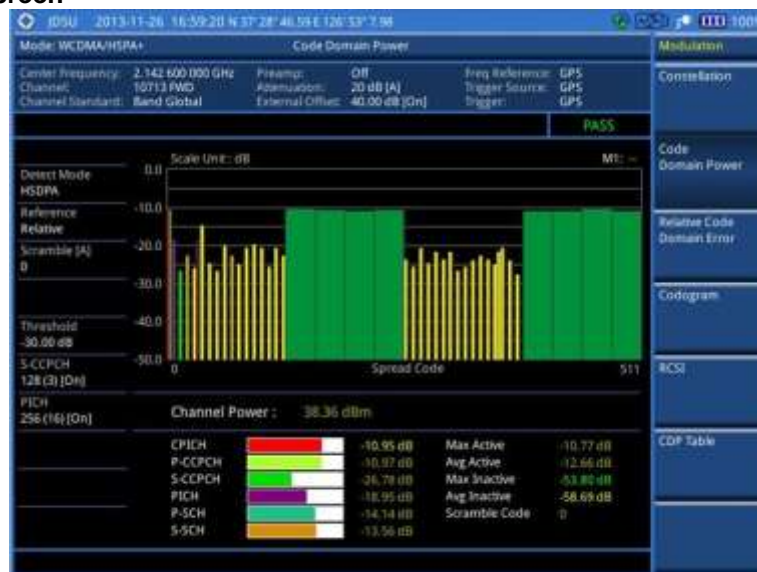 creen
JDSU 2013-11-26 16:59:20 N 37° 28' 46.59 E 126° 53' 7.98 100%
Mode: WCDMA/HSPA+ Code Domain Power
Center Frequency: 2.142 600 000 GHz Preamp: Off Freq Reference: GPS
Channel: 10713 FWD Attenuation: 20 dB [A] Trigger Source: GPS
Channel Standard: Band Global External Offset: 40.00 dB [On] Trigger: GPS
PASS
Scale Unit: dB M1: --
Detect Mode
HSDPA
Reference
Relative
Scramble [A]
0
Threshold
-30.00 dB
S-CCPCH
128 (3) [On]
PICH
256 (16) [On]
0.0
-10.0
-20.0
-30.0
-40.0
-50.0
0 Spread Code 511
Channel Power : 38.36 dBm
CPICH -10.95 dB Max Active -10.77 dB
P-CCPCH -10.97 dB Avg Active -12.66 dB
S-CCPCH -26.78 dB Max Inactive -53.80 dB
PICH -18.95 dB Avg Inactive -58.69 dB
P-SCH -14.14 dB Scramble Code 0
S-SCH -13.56 dB
Modulation
Constellation
Code
Domain Power
Relative Code
Domain Error
Codogram
RCSI
CDP Table